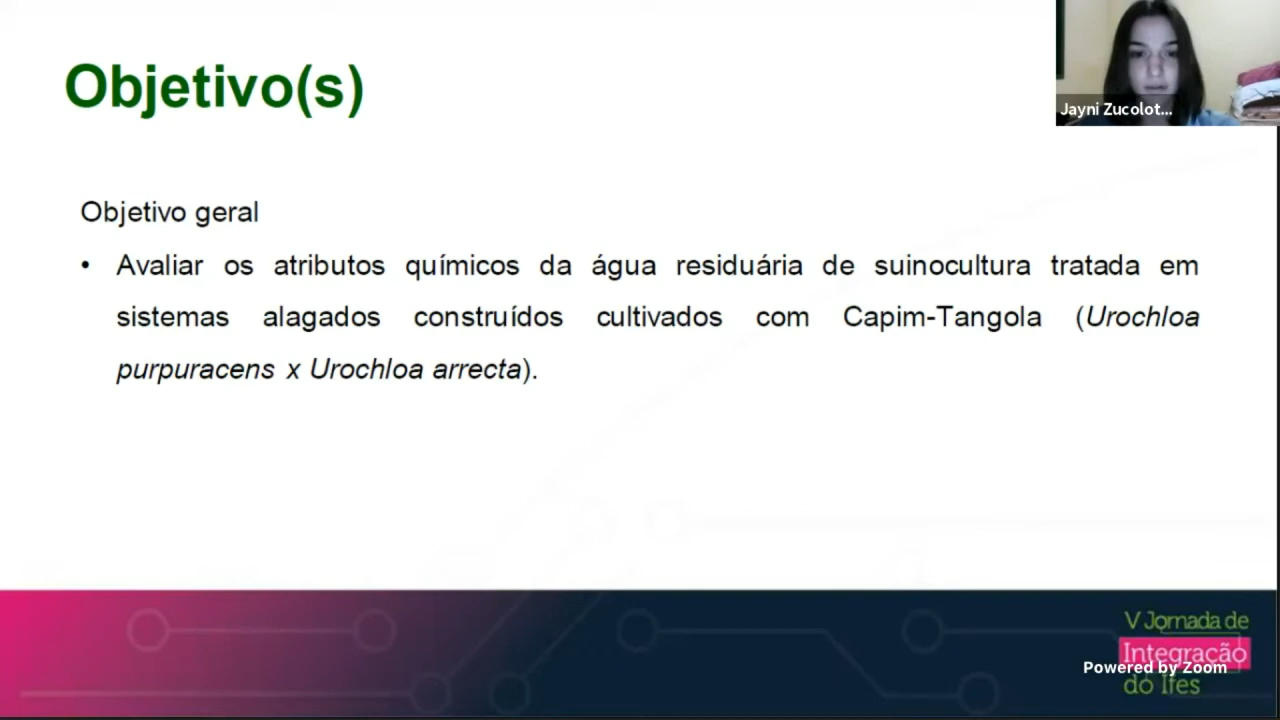 Objetivo(s)
Jayni Zucolot...
Objetivo geral
• Avaliar os atributos químicos da água residuária de suinocultura tratada em
sistemas alagados construídos cultivados com Capim-Tangola (Urochloa
purpuracens x Urochloa arrecta).
V Jornada de
Integração
Powered by Zoom
do Ifes